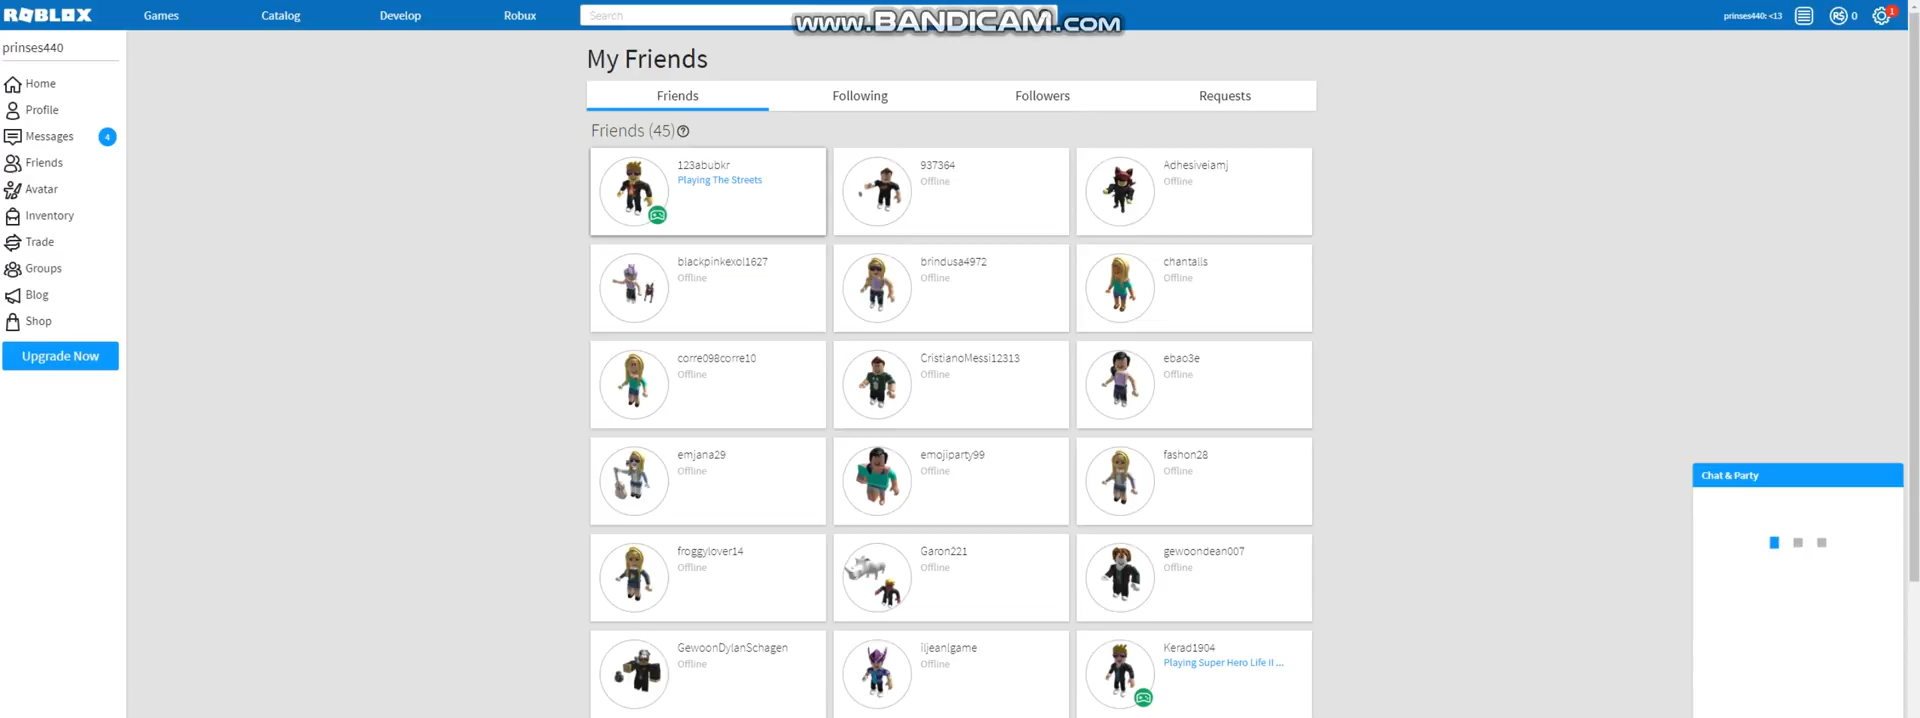 ROBLOX Games Catalog Develop Robux Search www.BANDICAM.com prinses440: <13 R$ 0 1
prinses440
Home
Profile
Messages 4
Friends
Avatar
Inventory
Trade
Groups
Blog
Shop
Upgrade Now
My Friends
Friends Following Followers Requests
Friends (45)
123abubkr
Playing The Streets
937364
Offline
Adhesiveiamj
Offline
blackpinkexol1627
Offline
brindusa4972
Offline
chantalls
Offline
corre098corre10
Offline
CristianoMessi12313
Offline
ebao3e
Offline
emjana29
Offline
emojiparty99
Offline
fashon28
Offline
froggylover14
Offline
Garon221
Offline
gewoondean007
Offline
GewoonDylanSchagen
Offline
iljeanlgame
Offline
Kerad1904
Playing Super Hero Life II ...
Chat & Party